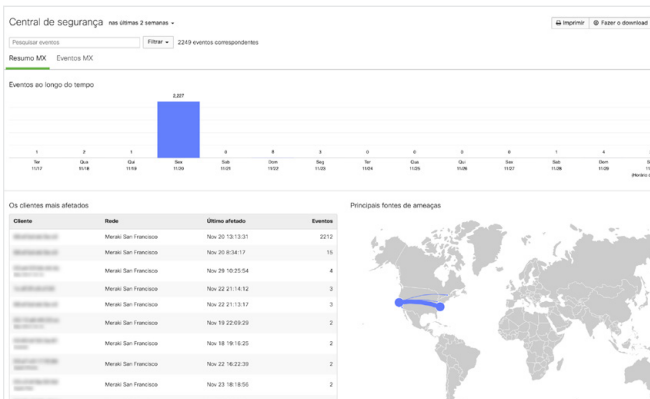 Central de segurança nas últimas 2 semanas
Imprimir Fazer o download
Pesquisar eventos Filtrar 2249 eventos correspondentes
Resumo MX Eventos MX
Eventos ao longo do tempo
2.227
1 2 1 8 3 0 0 0 0 1 4
Ter Qua Qui Sex Sáb Dom Seg Ter Qua Qui Sex Sáb Dom
11/17 11/18 11/19 11/20 11/21 11/22 11/23 11/24 11/25 11/26 11/27 11/28 11/29
Os clientes mais afetados Principais fontes de ameaças
Cliente Rede Último afetado Eventos
Meraki San Francisco Nov 20 13:13:31 2212
Meraki San Francisco Nov 20 8:34:17 15
Meraki San Francisco Nov 29 10:25:54 4
Meraki San Francisco Nov 22 21:14:12 3
Meraki San Francisco Nov 22 21:13:17 3
Meraki San Francisco Nov 19 22:09:29 2
Meraki San Francisco Nov 18 19:16:25 2
Meraki San Francisco Nov 22 16:22:39 2
Meraki San Francisco Nov 23 18:18:56 2